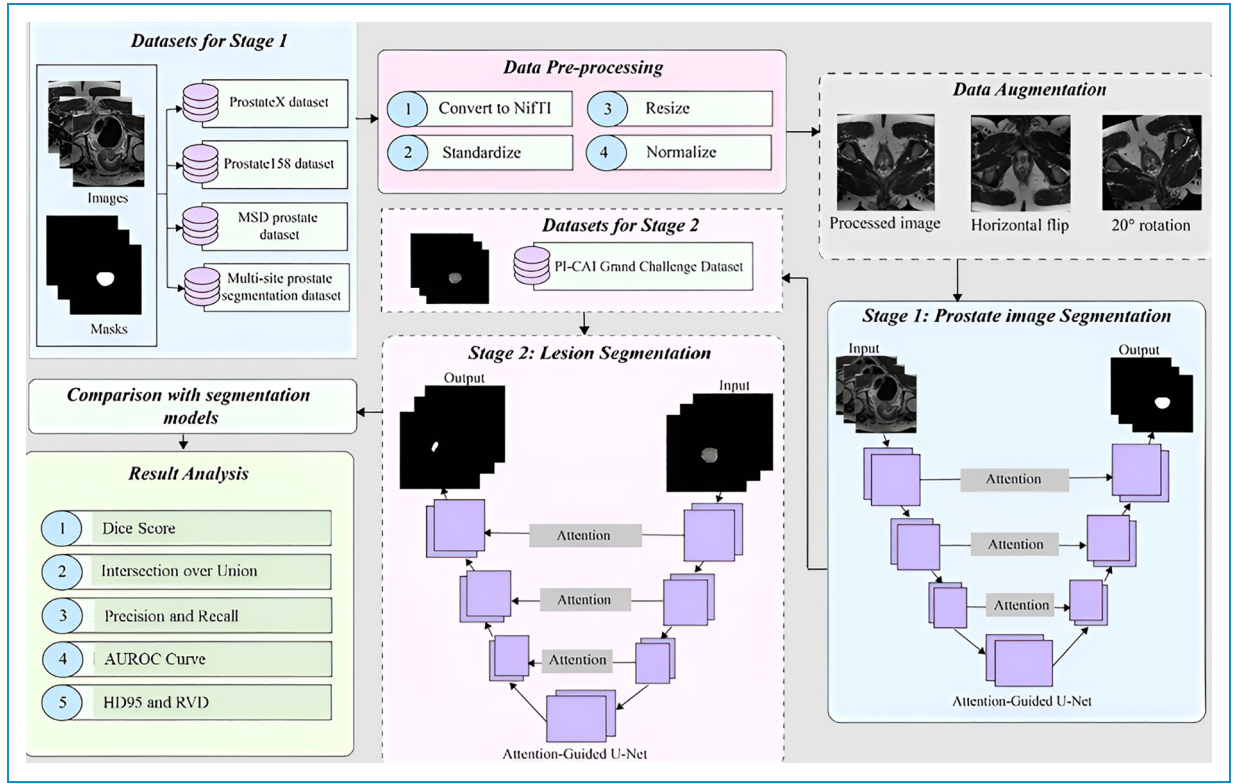 Datasets for Stage 1
Images
Masks
ProstateX dataset
Prostate158 dataset
MSD prostate
dataset
Multi-site prostate
segmentation dataset
Data Pre-processing
1 Convert to NifTI
2 Standardize
3 Resize
4 Normalize
Data Augmentation
Processed image
Horizontal flip
20° rotation
Datasets for Stage 2
PI-CAI Grand Challenge Dataset
Stage 1: Prostate image Segmentation
Input
Output
Attention
Attention
Attention
Attention-Guided U-Net
Stage 2: Lesion Segmentation
Output
Input
Attention
Attention
Attention
Attention-Guided U-Net
Comparison with segmentation
models
Result Analysis
1 Dice Score
2 Intersection over Union
3 Precision and Recall
4 AUROC Curve
5 HD95 and RVD